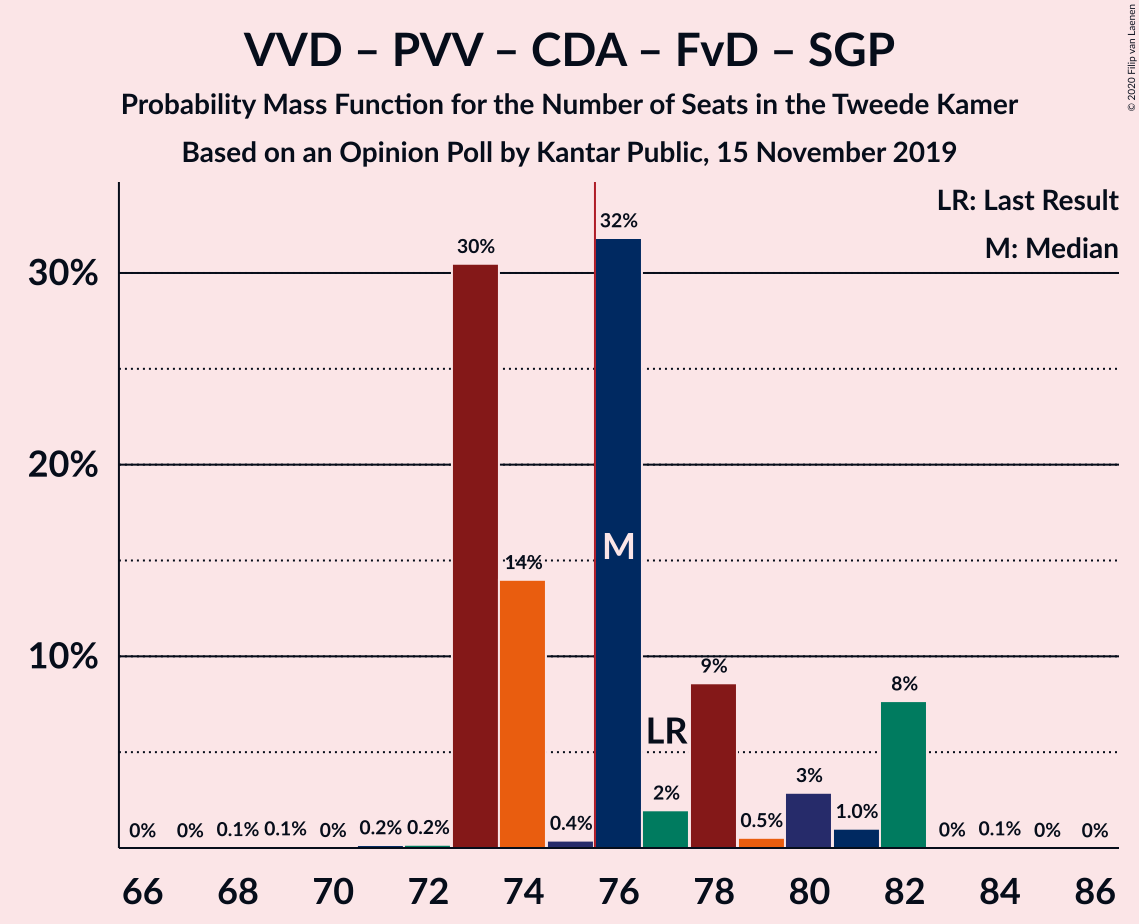 VVD – PVV – CDA – FvD – SGP
Probability Mass Function for the Number of Seats in the Tweede Kamer
Based on an Opinion Poll by Kantar Public, 15 November 2019
© 2020 Filip van Laenen
LR: Last Result
M: Median
30%
20%
10%
0%
0%
0.1%
0.1%
0%
0.2%
0.2%
30%
14%
0.4%
32%
M
2%
LR
9%
0.5%
3%
1.0%
8%
0%
0.1%
0%
0%
66 68 70 72 74 76 78 80 82 84 86